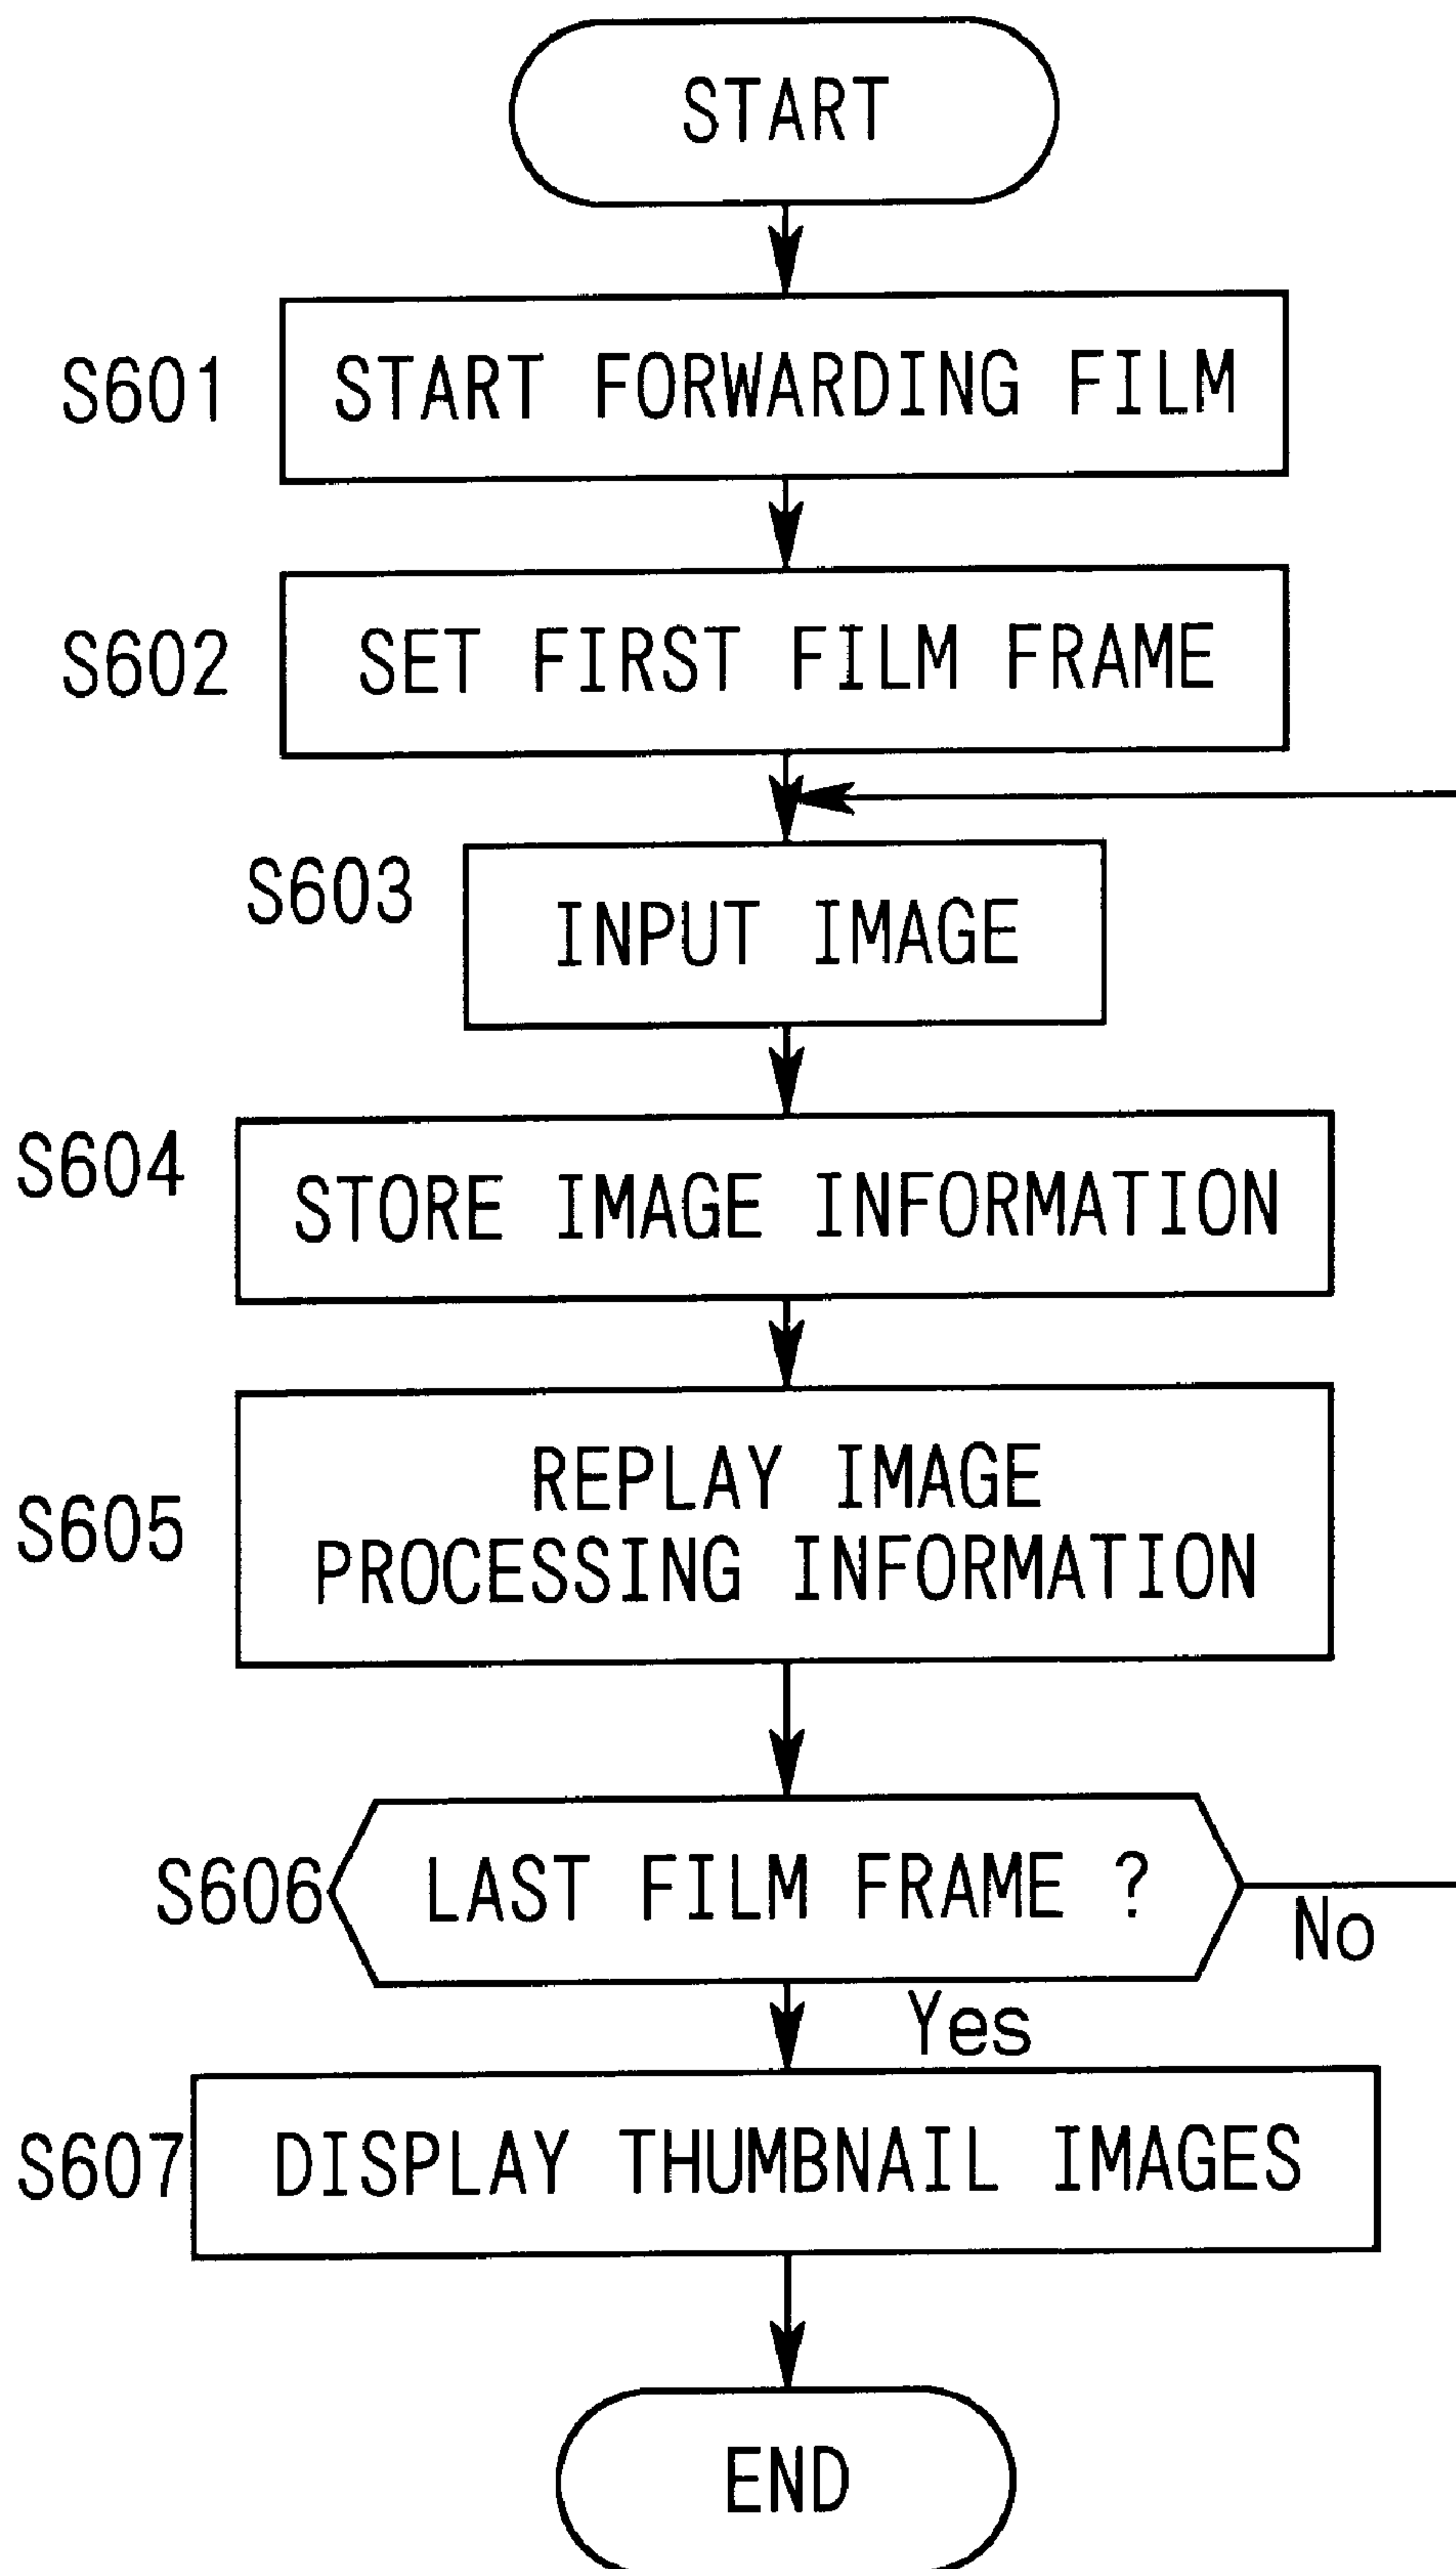 START
S601
START FORWARDING FILM
S602
SET FIRST FILM FRAME
S603
INPUT IMAGE
S604
STORE IMAGE INFORMATION
S605
REPLAY IMAGE
PROCESSING INFORMATION
S606
LAST FILM FRAME ?
No
Yes
S607
DISPLAY THUMBNAIL IMAGES
END